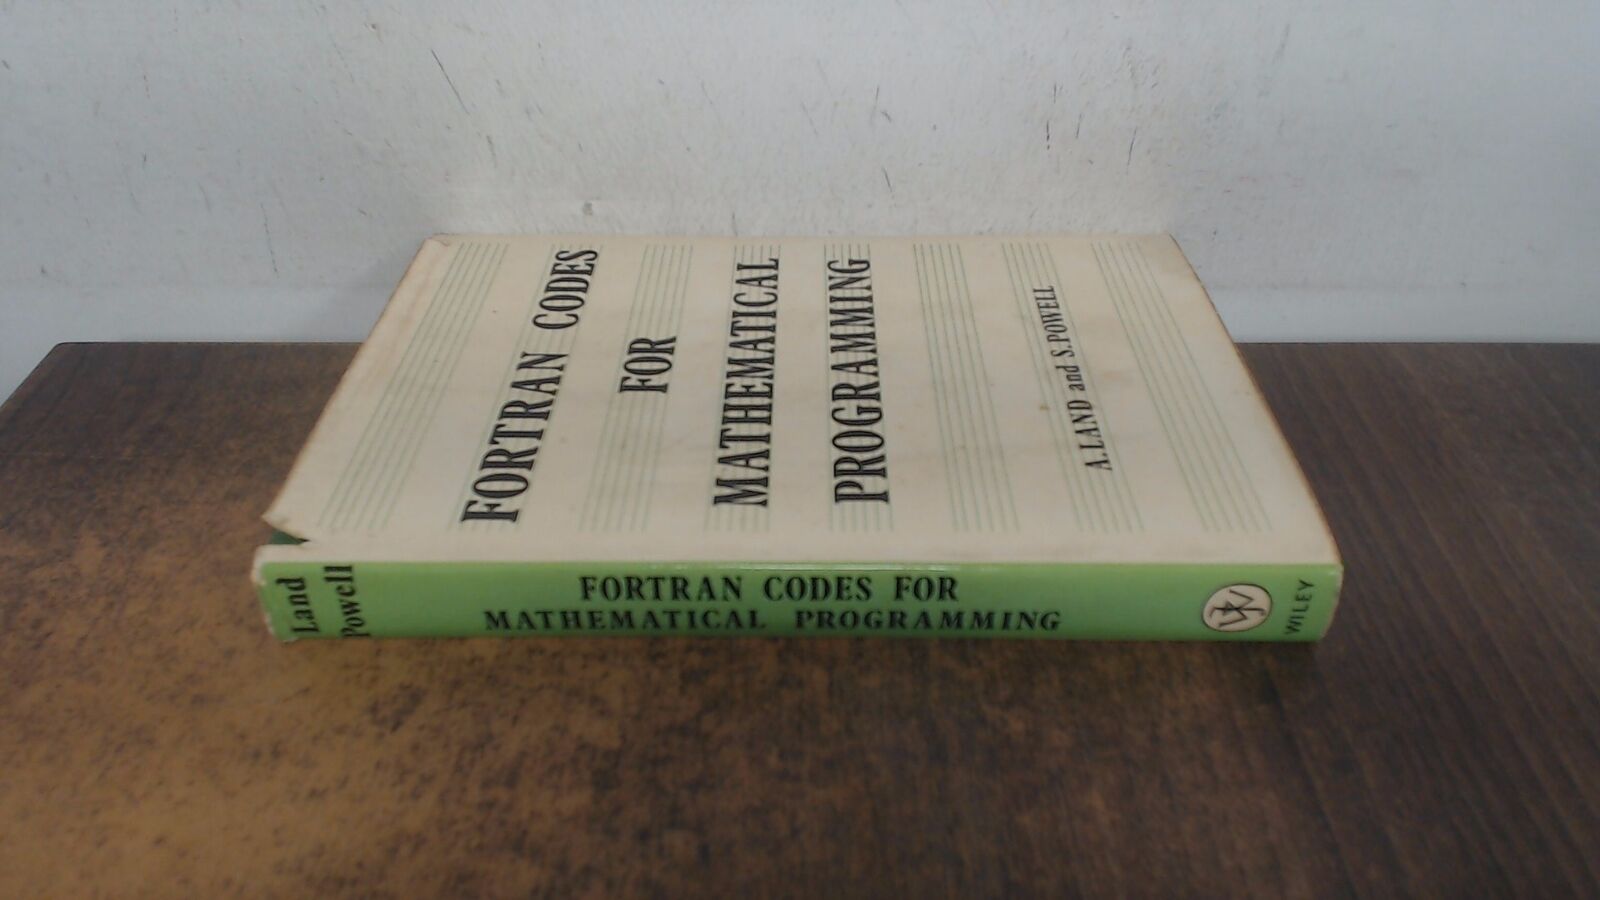 FORTRAN CODES
FOR
MATHEMATICAL
PROGRAMMING
A. LAND and S. POWELL
Land
Powell
FORTRAN CODES FOR
MATHEMATICAL PROGRAMMING
WILEY